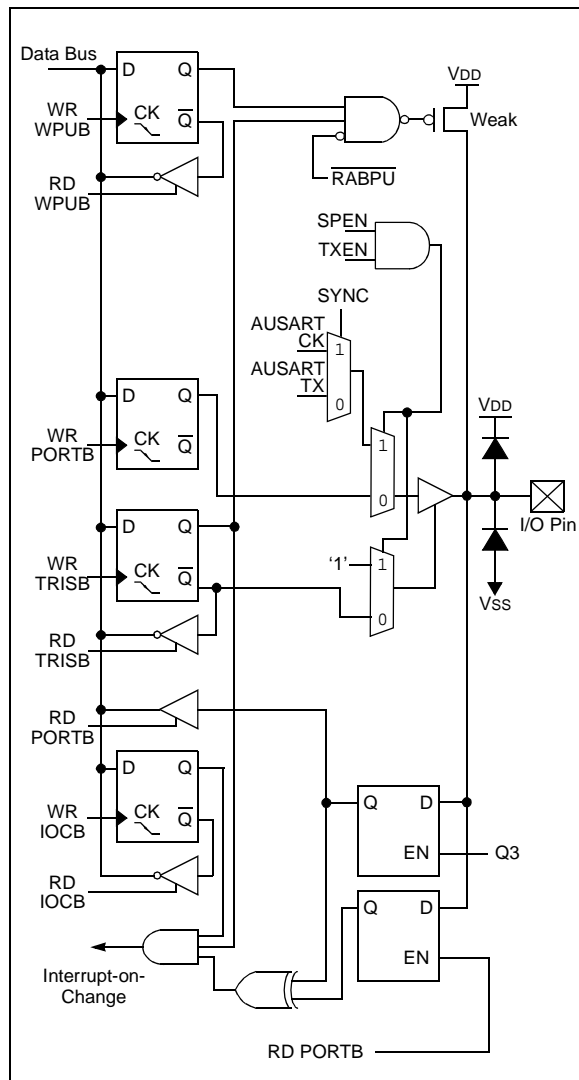 Data Bus
D Q
VDD
WR
WPUB
CK Q
Weak
RD
WPUB
RABPU
SPEN
TXEN
SYNC
AUSART
CK
1
AUSART
TX
0
D Q
VDD
WR
PORTB
CK Q
1
0
I/O Pin
D Q
WR
TRISB
CK Q
'1'
1
0
VSS
RD
TRISB
RD
PORTB
D Q
Q D
WR
IOCB
CK Q
EN
Q3
RD
IOCB
Q D
EN
Interrupt-on-
Change
RD PORTB